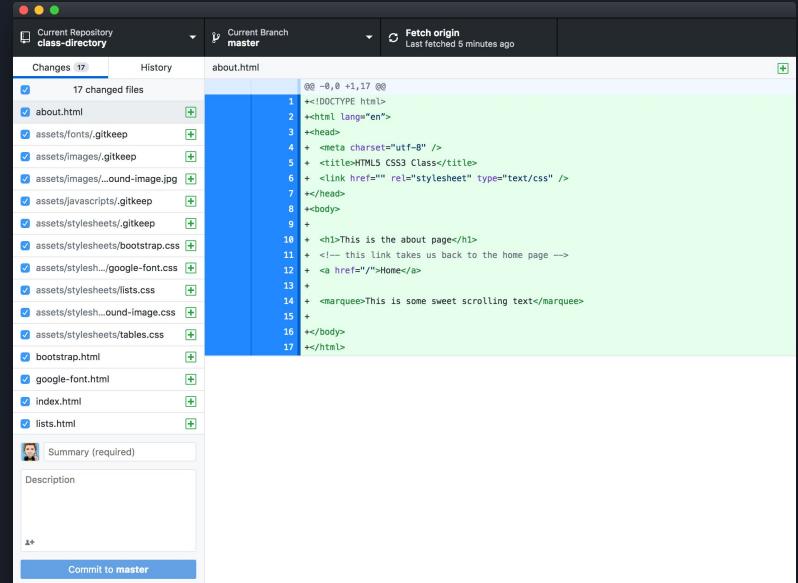 Current Repository
class-directory
Current Branch
master
Fetch origin
Last fetched 5 minutes ago
Changes 17
History
about.html
17 changed files
about.html
assets/fonts/.gitkeep
assets/images/.gitkeep
assets/images/...ound-image.jpg
assets/javascripts/.gitkeep
assets/stylesheets/.gitkeep
assets/stylesheets/bootstrap.css
assets/stylesh.../google-font.css
assets/stylesheets/lists.css
assets/stylesh...ound-image.css
assets/stylesheets/tables.css
bootstrap.html
google-font.html
index.html
lists.html
Summary (required)
Description
Commit to master
@@ -0,0 +1,17 @@
1 +<!DOCTYPE html>
2 +<html lang=“en”>
3 +<head>
4 +  <meta charset="utf-8" />
5 +  <title>HTML5 CSS3 Class</title>
6 +  <link href="" rel="stylesheet" type="text/css" />
7 +</head>
8 +<body>
9 +
10 +  <h1>This is the about page</h1>
11 +  <!-- this link takes us back to the home page -->
12 +  <a href="/">Home</a>
13 +
14 +  <marquee>This is some sweet scrolling text</marquee>
15 +
16 +</body>
17 +</html>